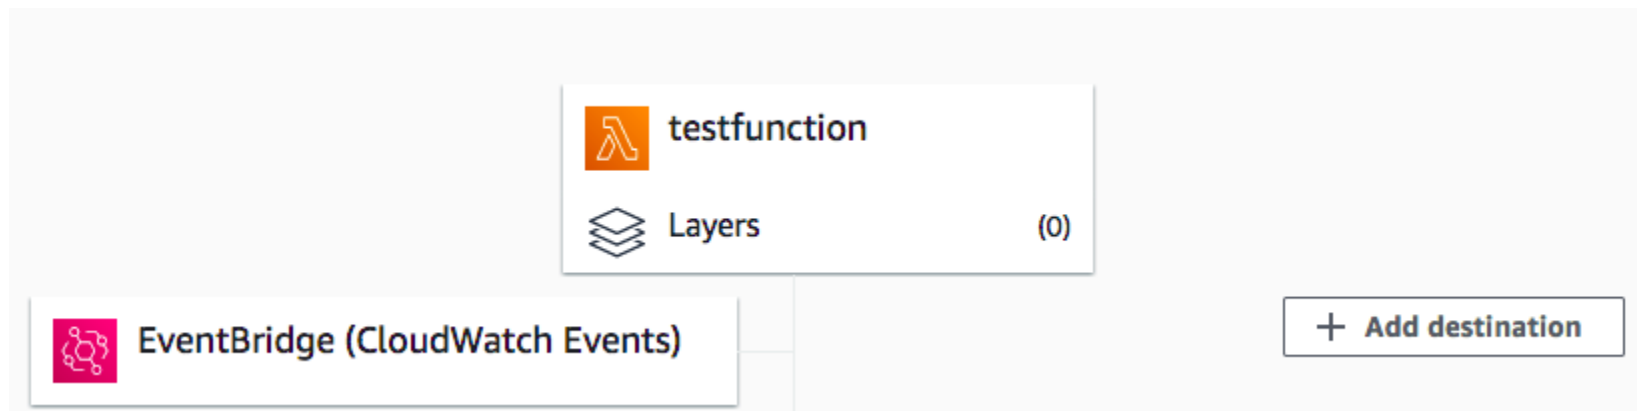 testfunction
Layers (0)
EventBridge (CloudWatch Events)
+ Add destination